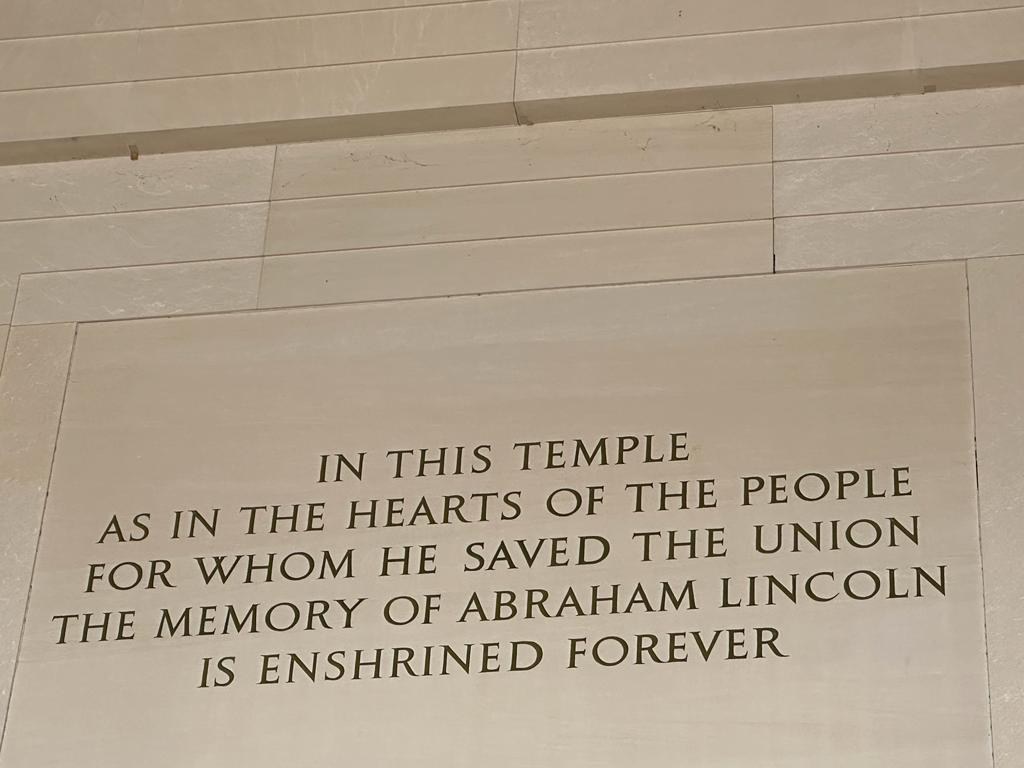 IN THIS TEMPLE
AS IN THE HEARTS OF THE PEOPLE
FOR WHOM HE SAVED THE UNION
THE MEMORY OF ABRAHAM LINCOLN
IS ENSHRINED FOREVER